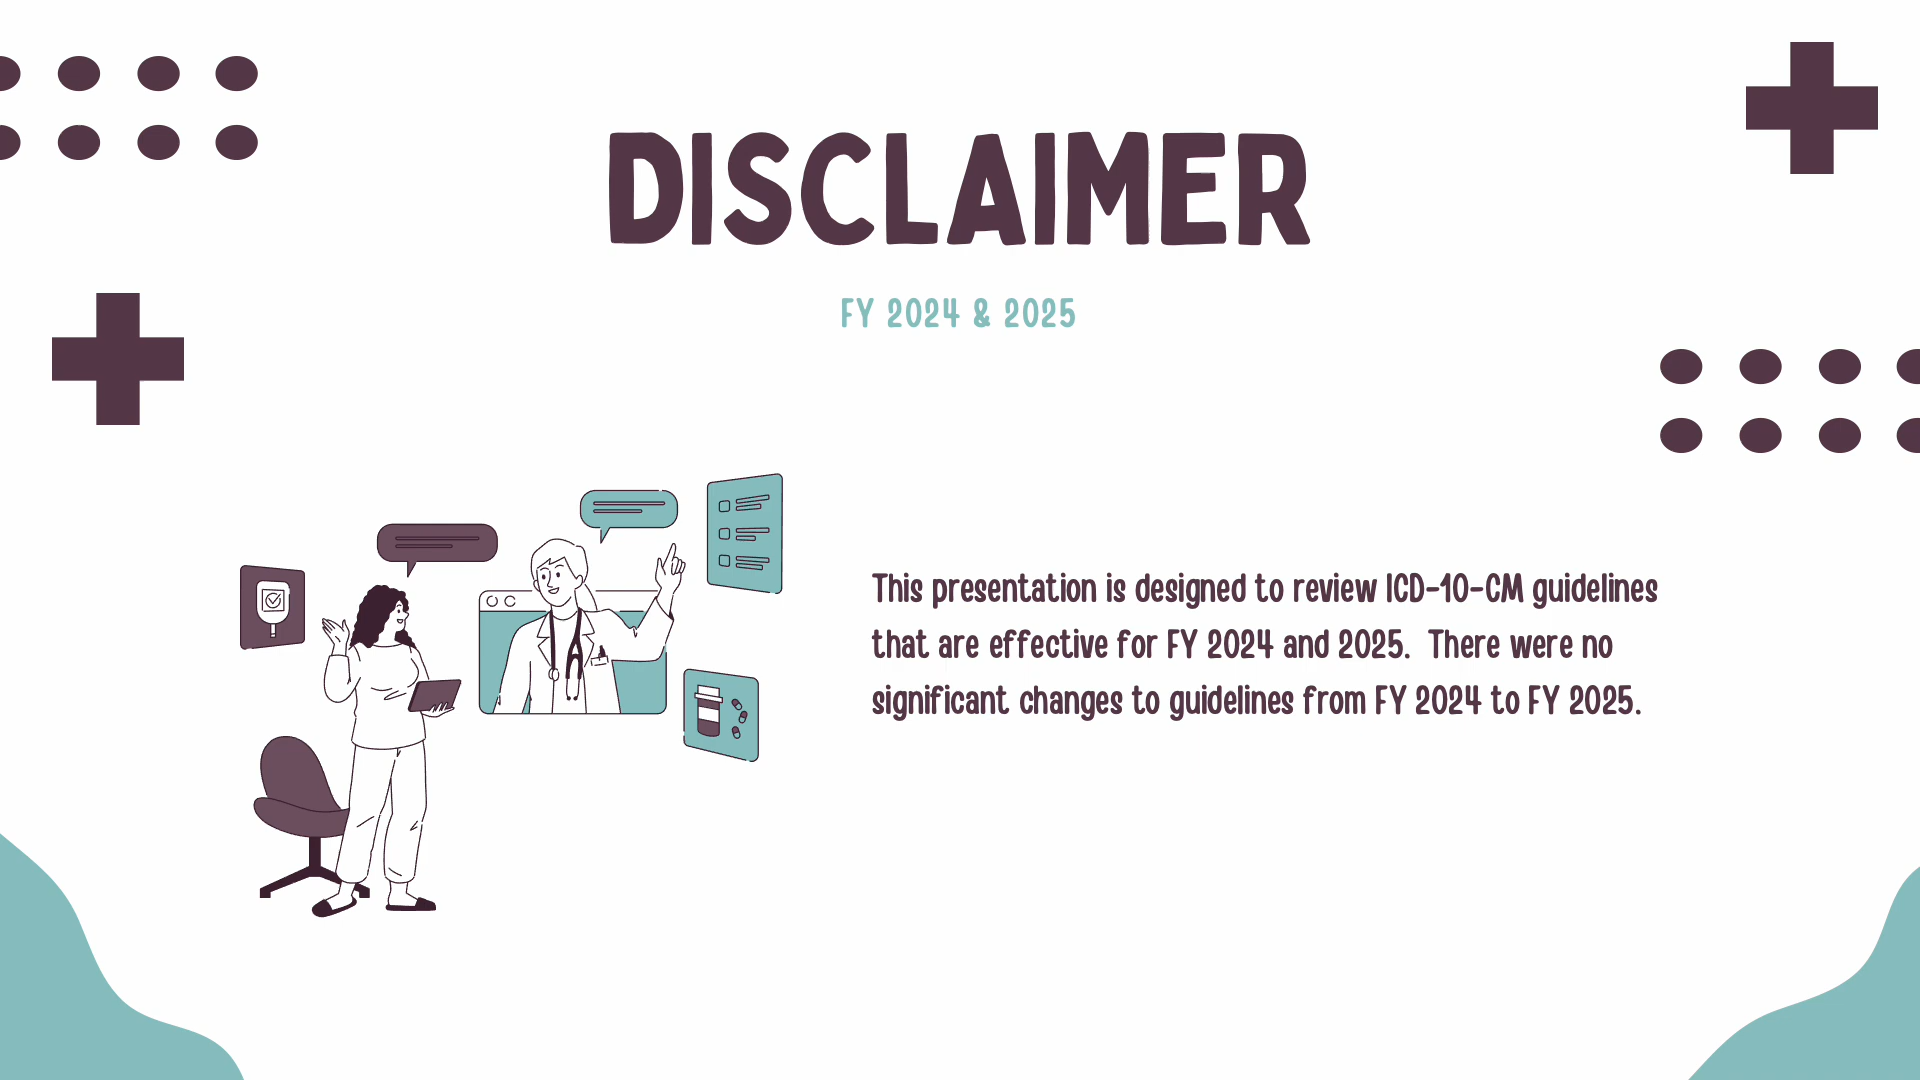 DISCLAIMER
FY 2024 & 2025
This presentation is designed to review ICD-10-CM guidelines
that are effective for FY 2024 and 2025.  There were no
significant changes to guidelines from FY 2024 to FY 2025.